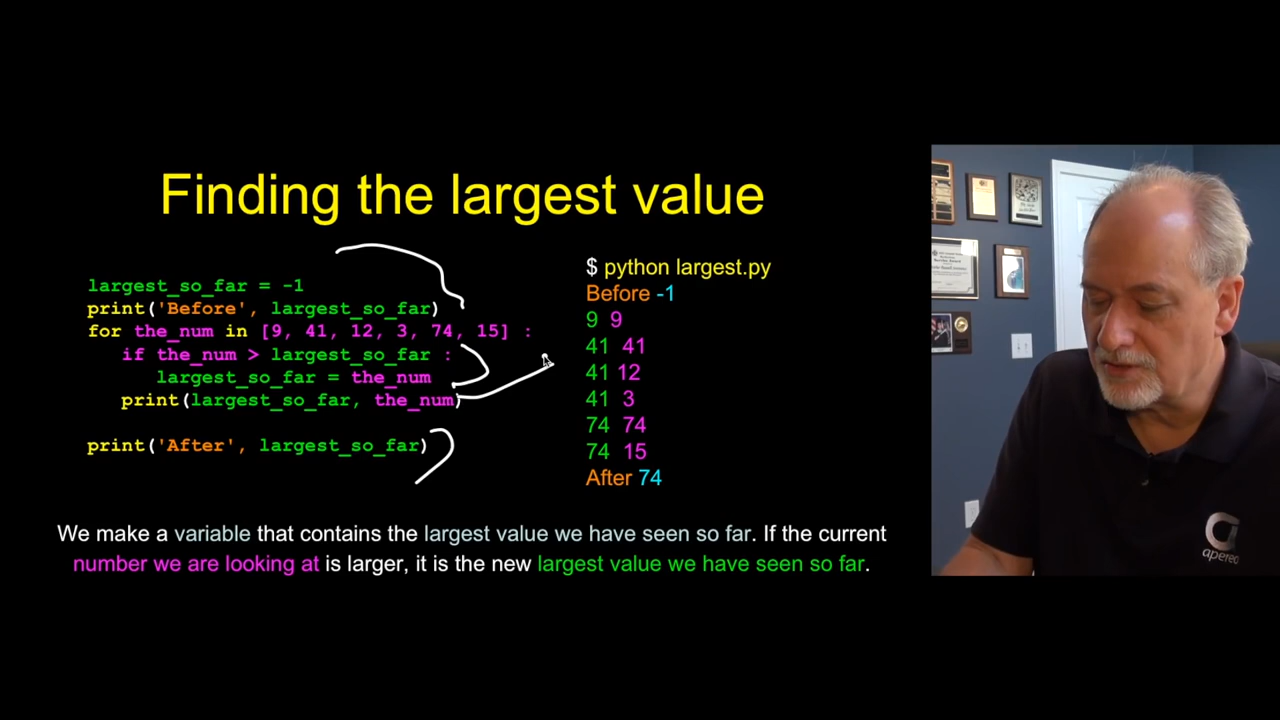 Finding the largest value
largest_so_far = -1
print('Before', largest_so_far)
for the_num in [9, 41, 12, 3, 74, 15] :
    if the_num > largest_so_far :
        largest_so_far = the_num
    print(largest_so_far, the_num)
print('After', largest_so_far)
$ python largest.py
Before -1
9 9
41 41
41 12
41 3
74 74
74 15
After 74
We make a variable that contains the largest value we have seen so far. If the current
number we are looking at is larger, it is the new largest value we have seen so far.
apereo